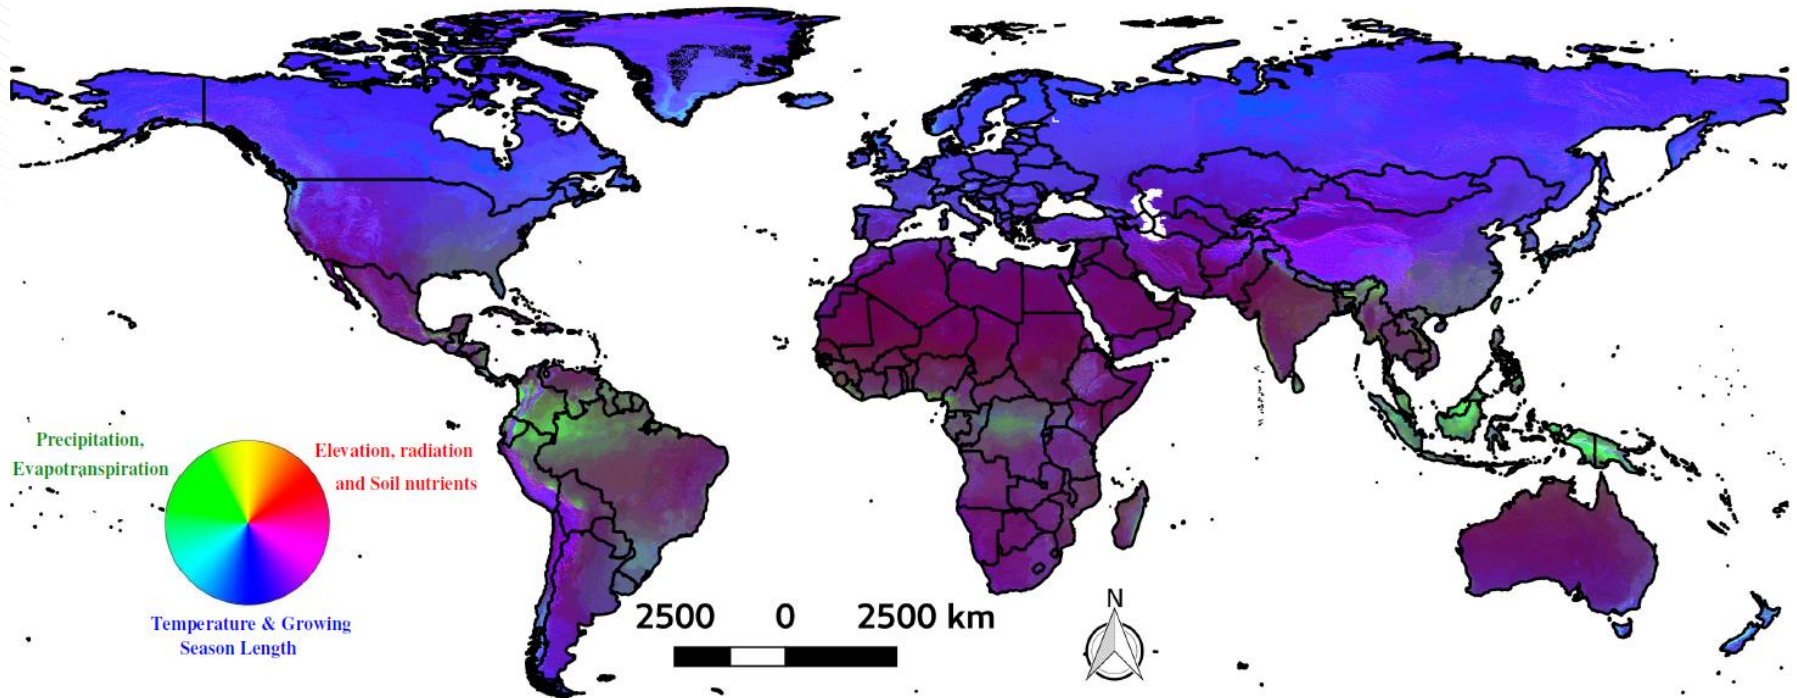 Precipitation,
Evapotranspiration
Elevation, radiation
and Soil nutrients
Temperature & Growing
Season Length
2500 0 2500 km
N